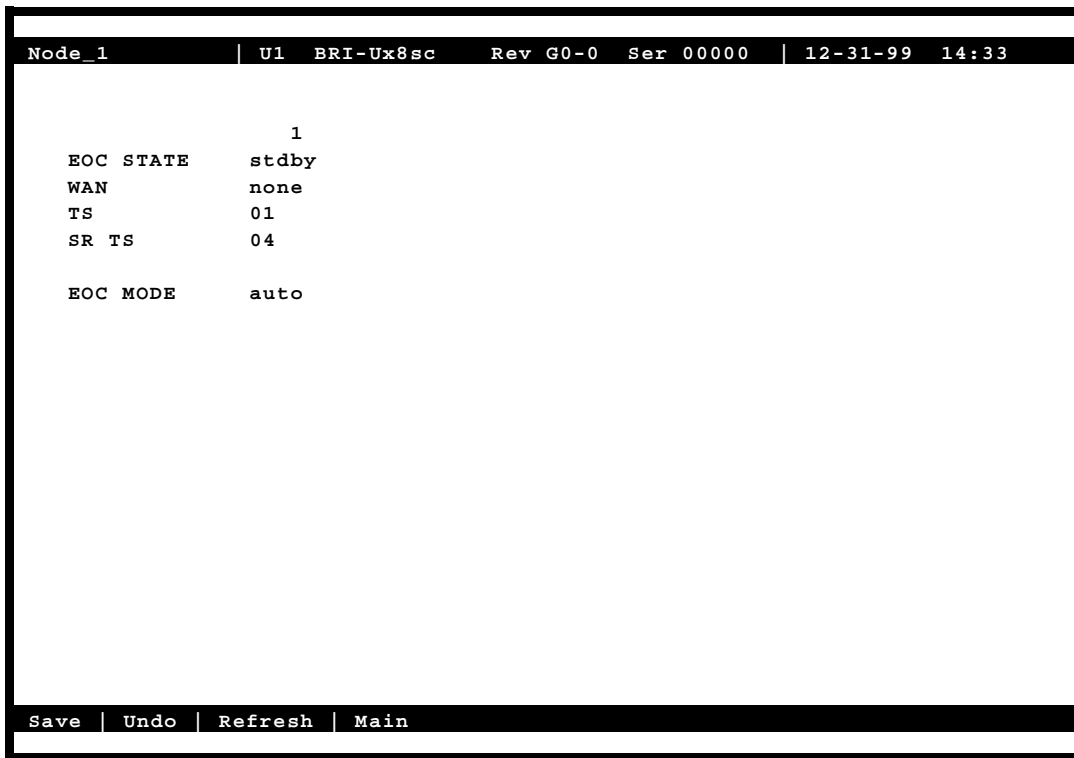 Node_1 | U1 BRI-Ux8sc Rev G0-0 Ser 00000 | 12-31-99 14:33
1
EOC STATE stdby
WAN none
TS 01
SR TS 04
EOC MODE auto
Save | Undo | Refresh | Main